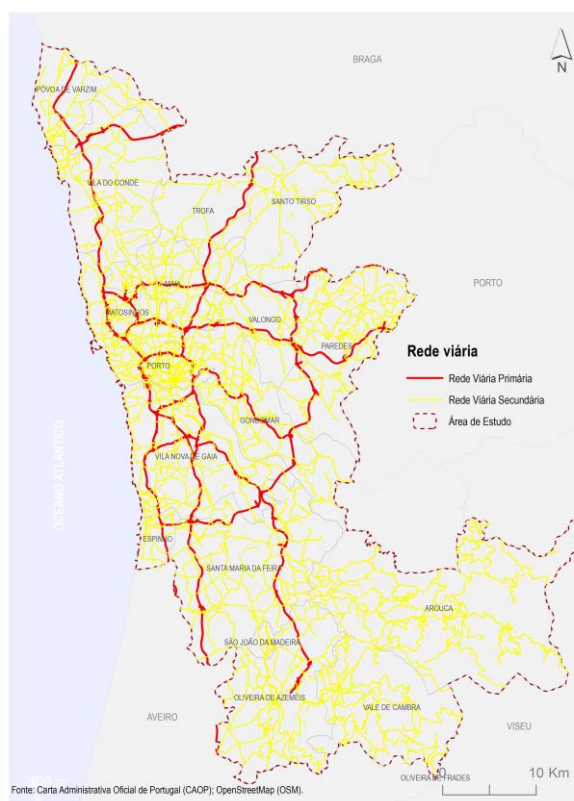 BRAGA
N
PÓVOA DE VARZIM
VILA DO CONDE
TROFA
SANTO TIRSO
MAIA
MATOSINHOS
VALONGO
PORTO
PAREDES
PORTO
GONDOMAR
VILA NOVA DE GAIA
OCEANO ATLÂNTICO
ESPINHO
SANTA MARIA DA FEIRA
AROUCA
SÃO JOÃO DA MADEIRA
OLIVEIRA DE AZEMÉIS
VALE DE CAMBRA
AVEIRO
VISEU
OLIVEIRA DE FRADES
Rede viária
Rede Viária Primária
Rede Viária Secundária
Área de Estudo
0 10 Km
Fonte: Carta Administrativa Oficial de Portugal (CAOP); OpenStreetMap (OSM).